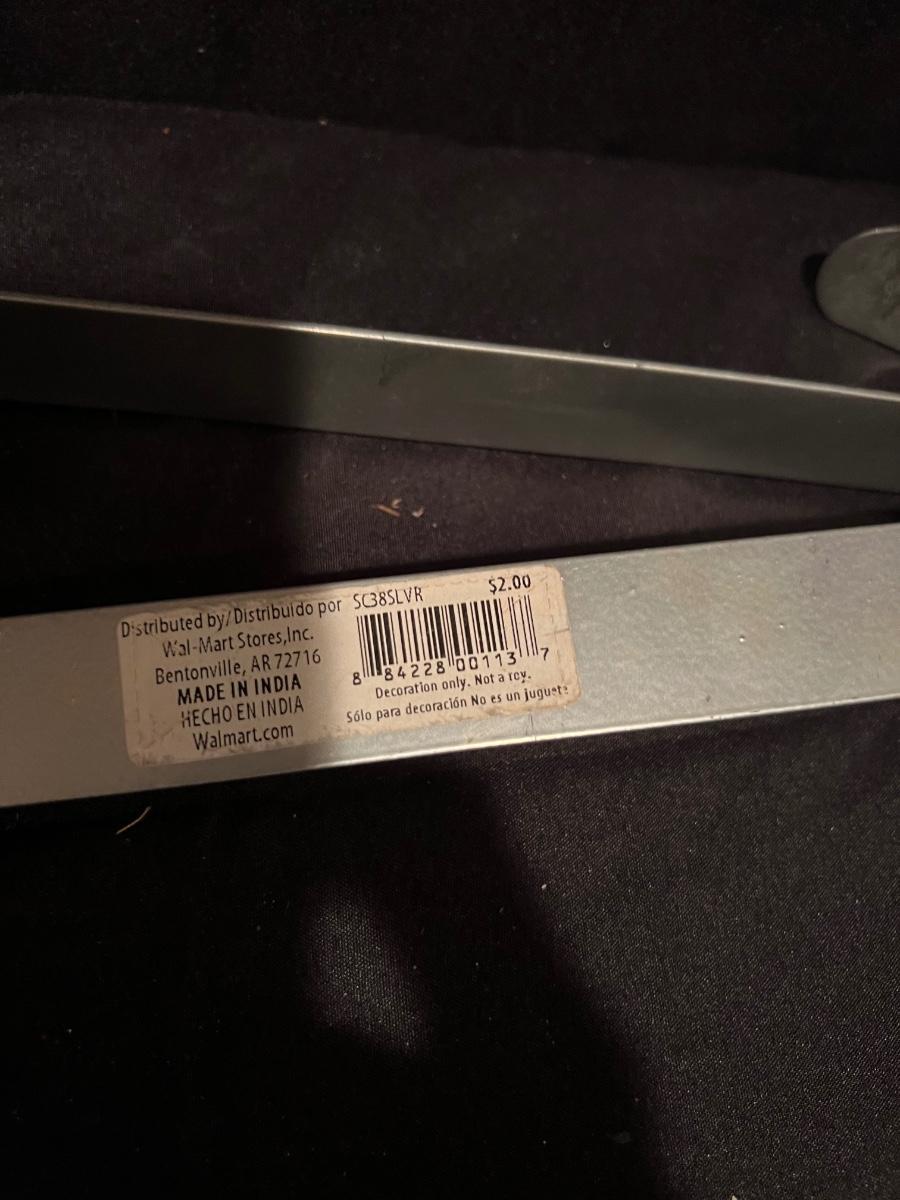 Distributed by/Distribuido por
Wal-Mart Stores,Inc.
Bentonville, AR 72716
MADE IN INDIA
HECHO EN INDIA
Walmart.com
SC38SLVR
$2.00
8 84228 00113 7
Decoration only. Not a toy.
Sólo para decoración No es un juguete